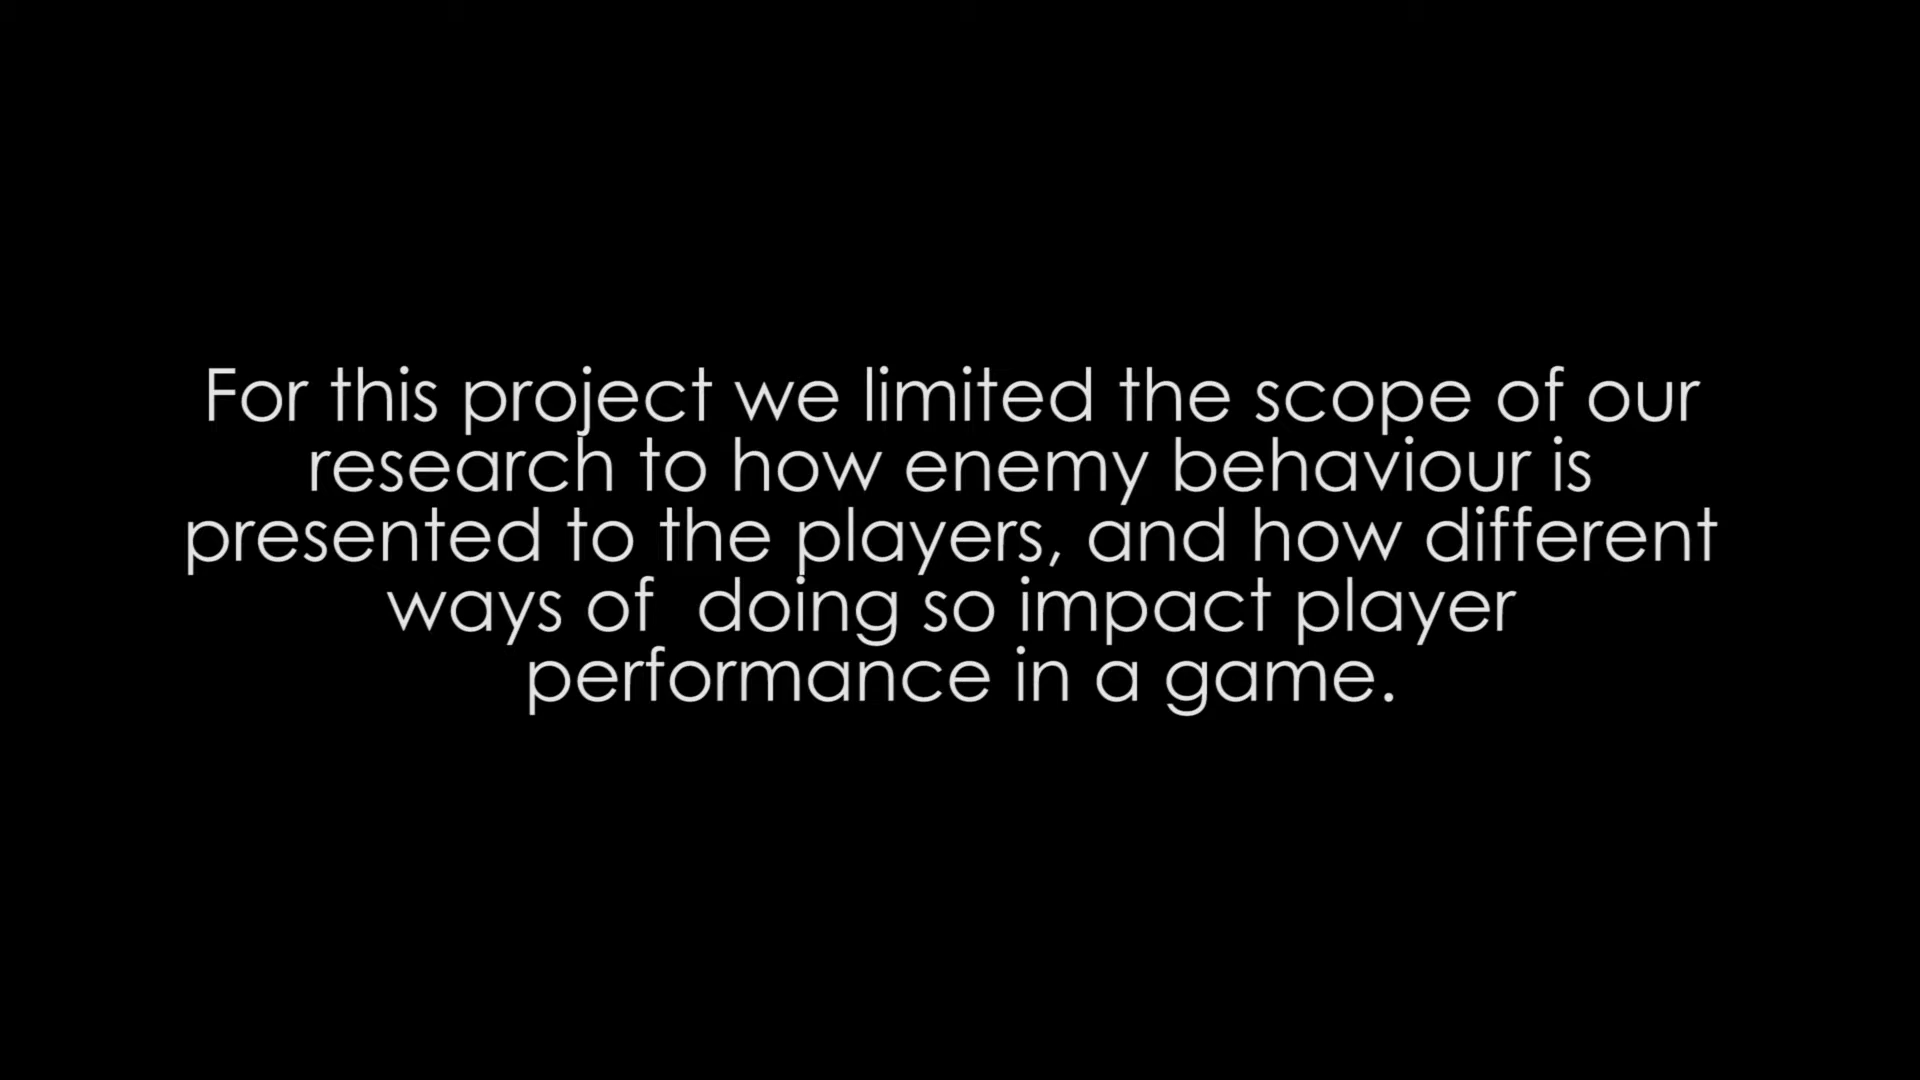 For this project we limited the scope of our
research to how enemy behaviour is
presented to the players, and how different
ways of  doing so impact player
performance in a game.